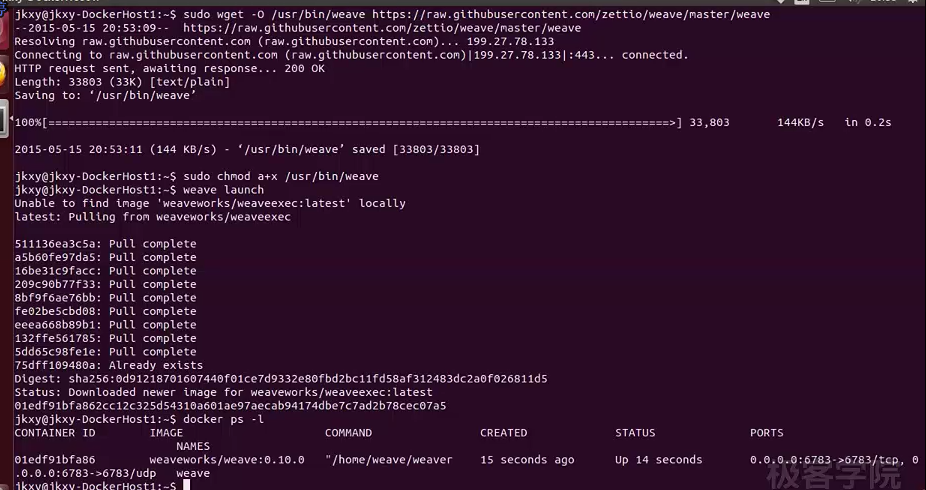 jkxy@jkxy-DockerHost1:~$ sudo wget -O /usr/bin/weave https://raw.githubusercontent.com/zettio/weave/master/weave
--2015-05-15 20:53:09-- https://raw.githubusercontent.com/zettio/weave/master/weave
Resolving raw.githubusercontent.com (raw.githubusercontent.com)... 199.27.78.133
Connecting to raw.githubusercontent.com (raw.githubusercontent.com)|199.27.78.133|:443... connected.
HTTP request sent, awaiting response... 200 OK
Length: 33803 (33K) [text/plain]
Saving to: ‘/usr/bin/weave’
100%[================================================================================================>] 33,803 144KB/s in 0.2s
2015-05-15 20:53:11 (144 KB/s) - ‘/usr/bin/weave’ saved [33803/33803]
jkxy@jkxy-DockerHost1:~$ sudo chmod a+x /usr/bin/weave
jkxy@jkxy-DockerHost1:~$ weave launch
Unable to find image 'weaveworks/weaveexec:latest' locally
latest: Pulling from weaveworks/weaveexec
511136ea3c5a: Pull complete
a5b60fe97da5: Pull complete
16be31c9facc: Pull complete
209c90b77f33: Pull complete
8bf9f6ae76bb: Pull complete
fe02be5cbd08: Pull complete
eeea668b89b1: Pull complete
132ffe561785: Pull complete
5dd65c98fe1e: Pull complete
75dff109480a: Already exists
Digest: sha256:0d91218701607440f01ce7d9332e80fbd2bc11fd58af312483dc2a0f026811d5
Status: Downloaded newer image for weaveworks/weaveexec:latest
01edf91bfa862cc12c325d54310a601ae97aecab94174dbe7c7ad2b78cec07a5
jkxy@jkxy-DockerHost1:~$ docker ps -l
CONTAINER ID IMAGE COMMAND CREATED STATUS PORTS
NAMES
01edf91bfa86 weaveworks/weave:0.10.0 "/home/weave/weaver 15 seconds ago Up 14 seconds 0.0.0.0:6783->6783/tcp, 0
.0.0.0:6783->6783/udp weave
jkxy@jkxy-DockerHost1:~$
极客学院